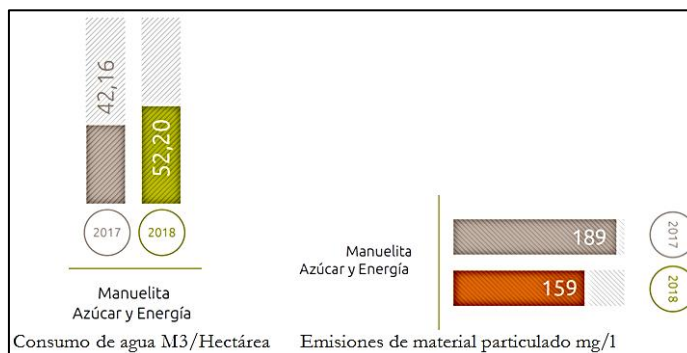 42,16
52,20
2017
2018
Manuelita
Azúcar y Energía
Consumo de agua M3/Hectárea
189
2017
Manuelita
Azúcar y Energía
159
2018
Emisiones de material particulado mg/l